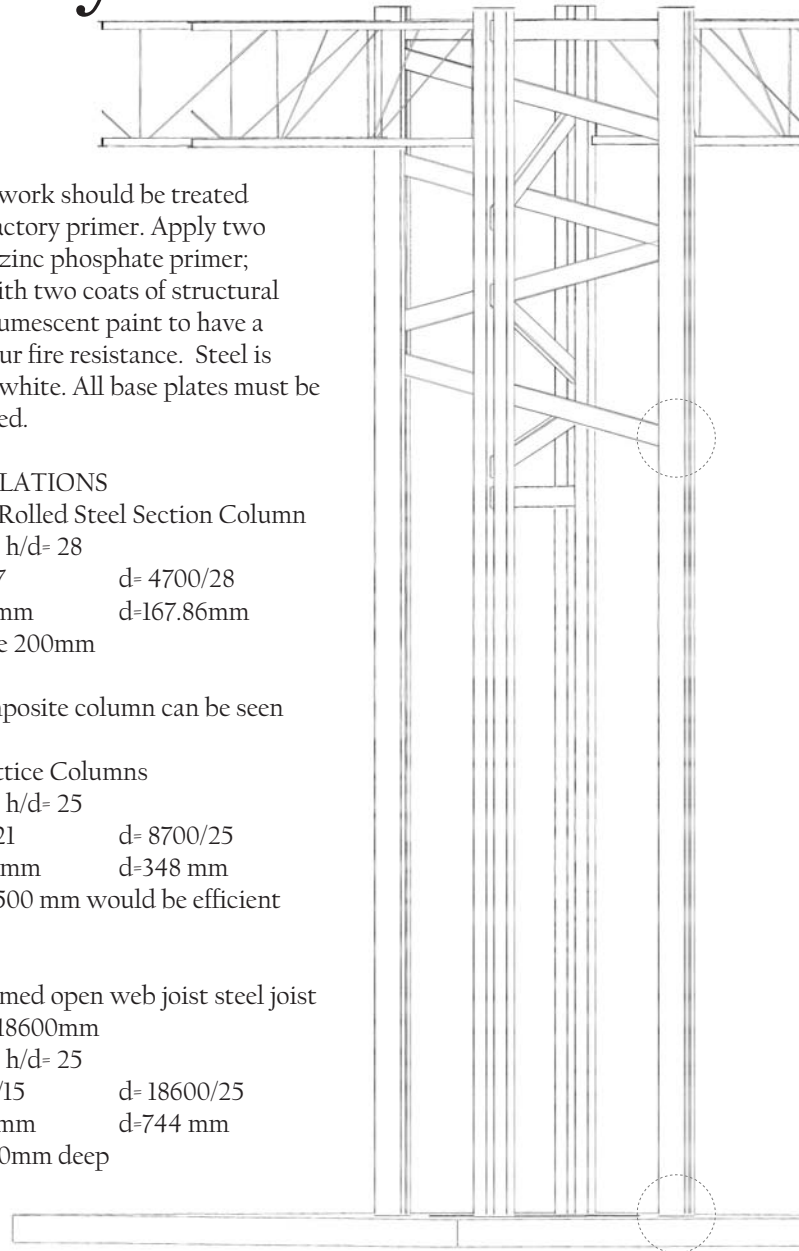 work should be treated
actory primer. Apply two
zinc phosphate primer;
ith two coats of structural
umescent paint to have a
ur fire resistance. Steel is
white. All base plates must be
ed.
LATIONS
Rolled Steel Section Column
h/d= 28
7 d= 4700/28
mm d=167.86mm
e 200mm
posite column can be seen
ttice Columns
h/d= 25
21 d= 8700/25
mm d=348 mm
500 mm would be efficient
med open web joist steel joist
18600mm
h/d= 25
/15 d= 18600/25
mm d=744 mm
0mm deep